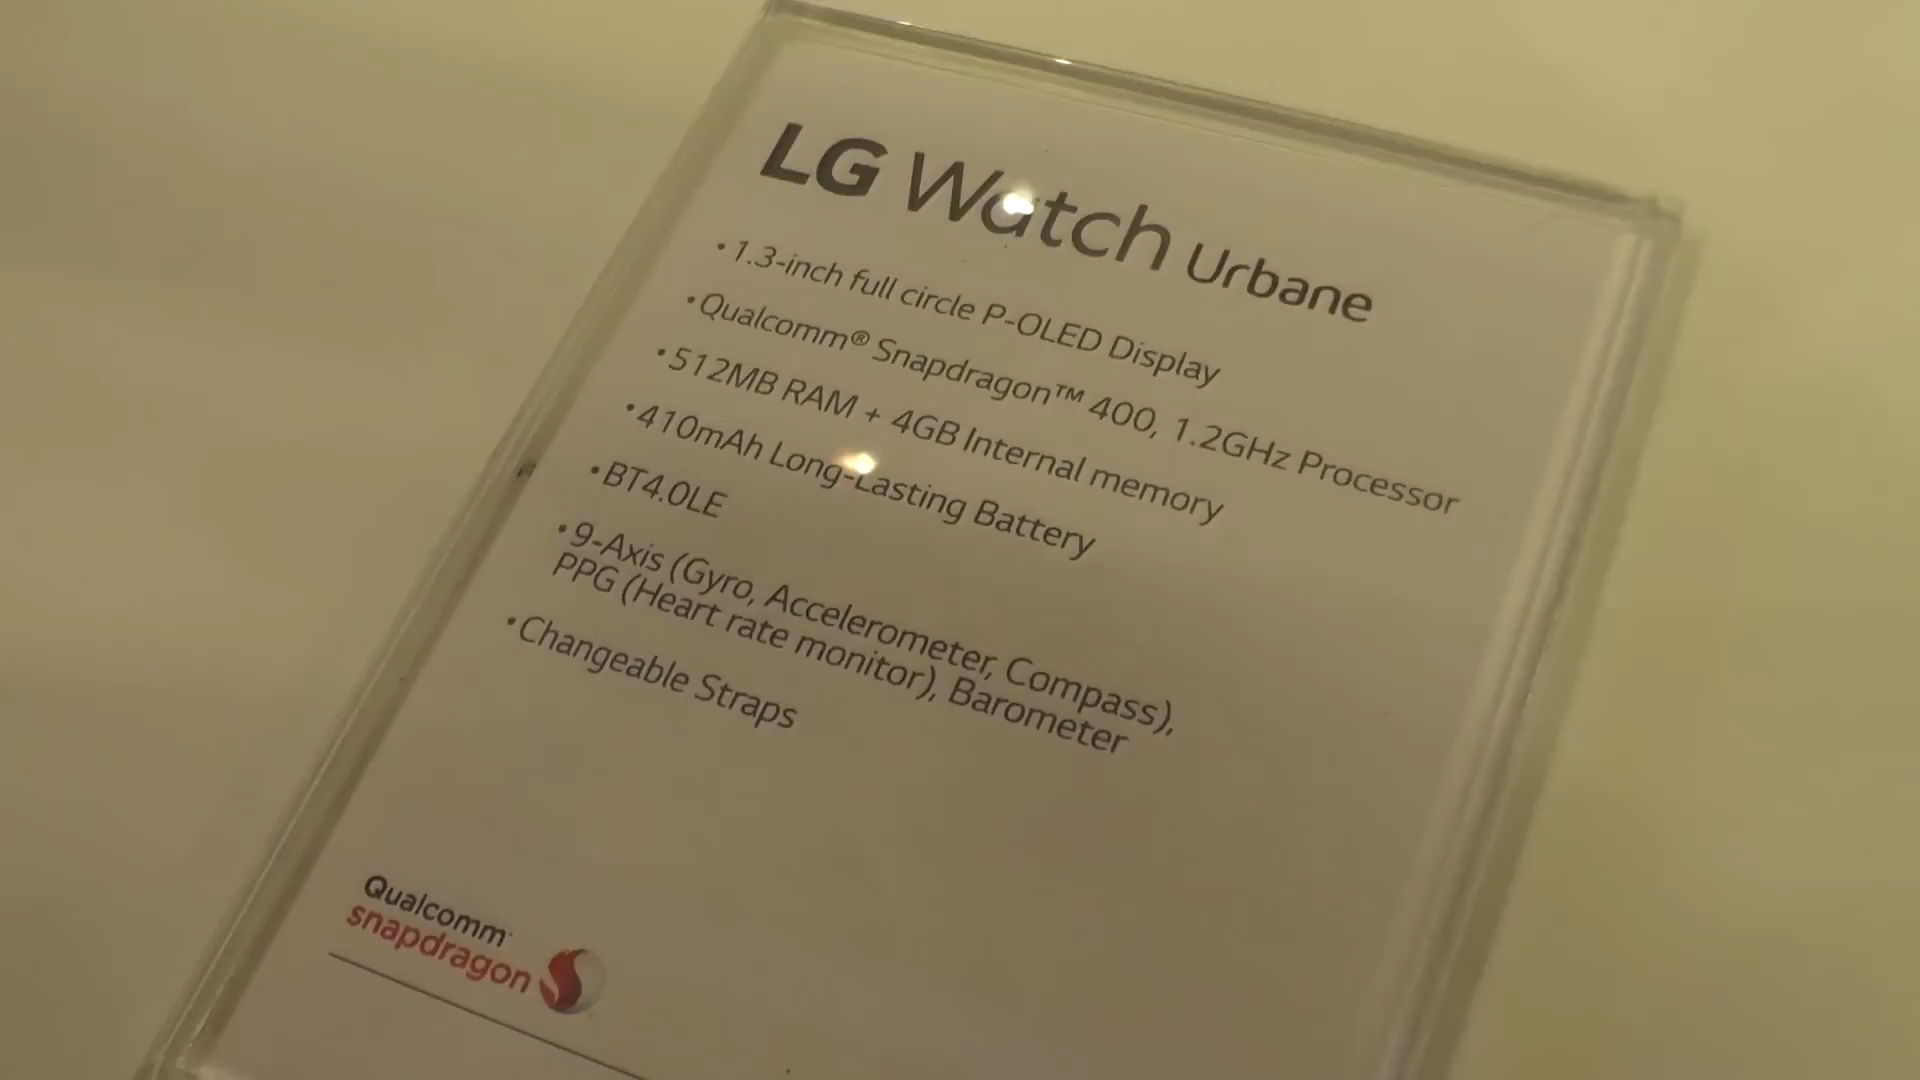 LG Watch Urbane
• 1.3-inch full circle P-OLED Display
• Qualcomm® Snapdragon™ 400, 1.2GHz Processor
• 512MB RAM + 4GB Internal memory
• 410mAh Long-Lasting Battery
• BT4.0LE
• 9-Axis (Gyro, Accelerometer, Compass),
PPG (Heart rate monitor), Barometer
• Changeable Straps
Qualcomm
snapdragon